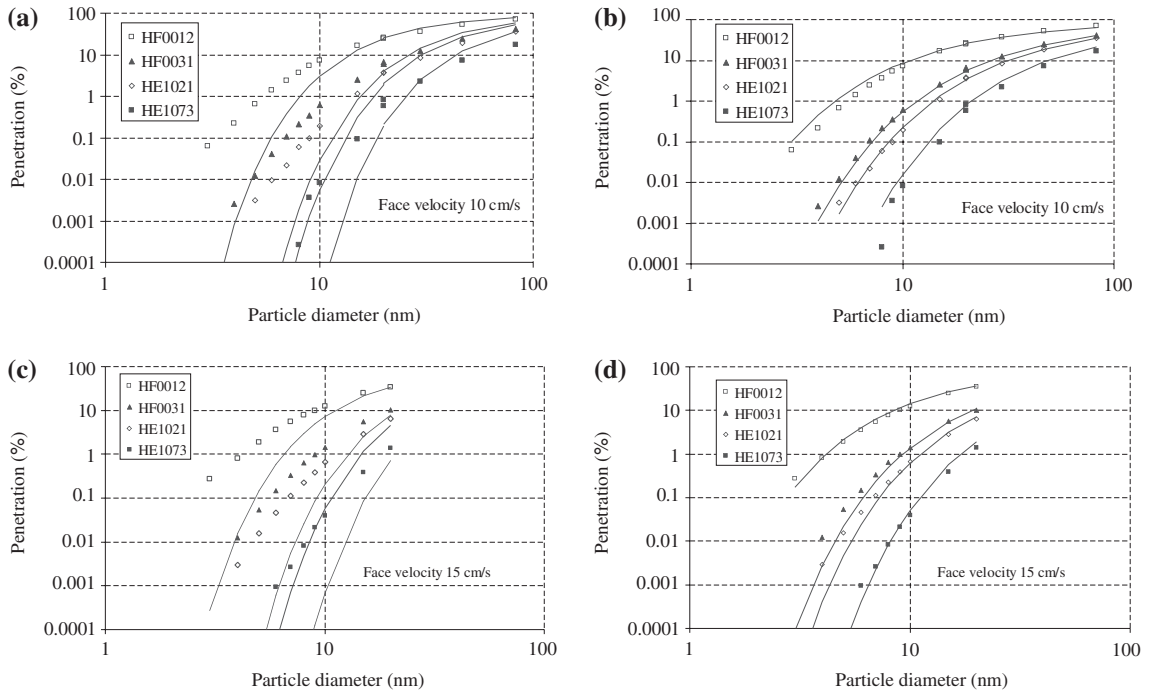 (a)
100
10
1
0.1
0.01
0.001
0.0001
Penetration (%)
HF0012
HF0031
HE1021
HE1073
Face velocity 10 cm/s
1
10
100
Particle diameter (nm)
(b)
100
10
1
0.1
0.01
0.001
0.0001
Penetration (%)
HF0012
HF0031
HE1021
HE1073
Face velocity 10 cm/s
1
10
100
Particle diameter (nm)
(c)
100
10
1
0.1
0.01
0.001
0.0001
Penetration (%)
HF0012
HF0031
HE1021
HE1073
Face velocity 15 cm/s
1
10
100
Particle diameter (nm)
(d)
100
10
1
0.1
0.01
0.001
0.0001
Penetration (%)
HF0012
HF0031
HE1021
HE1073
Face velocity 15 cm/s
1
10
100
Particle diameter (nm)